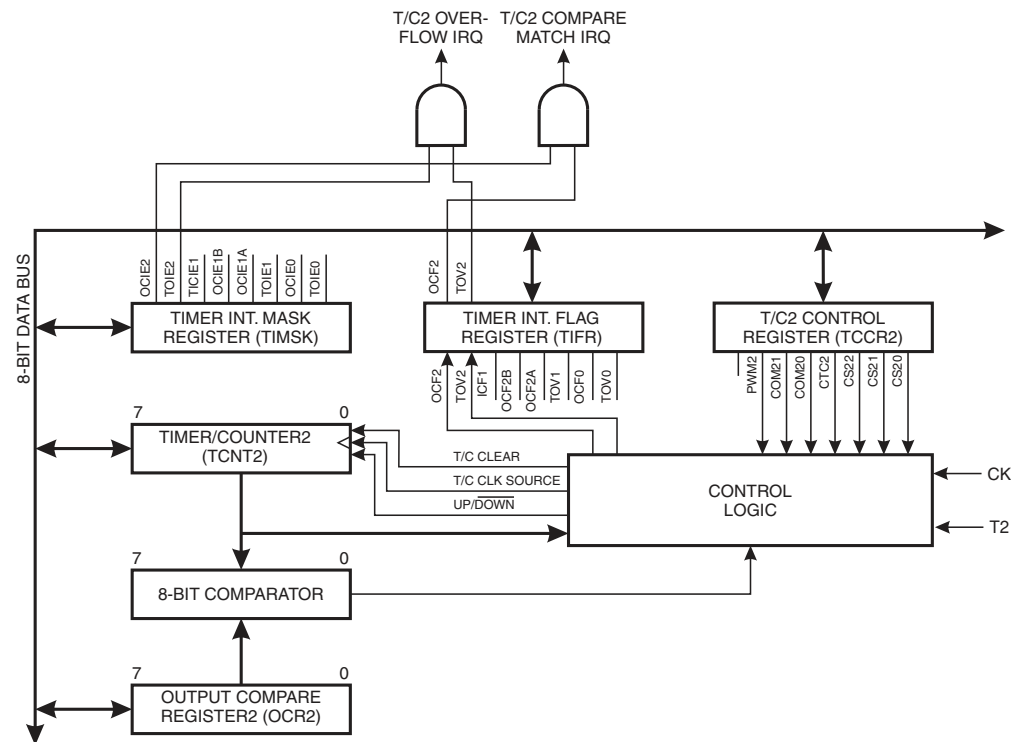 T/C2 OVER-
FLOW IRQ
T/C2 COMPARE
MATCH IRQ
8-BIT DATA BUS
OCIE2
TOIE2
TICIE1
OCIE1B
OCIE1A
TOIE1
OCIE0
TOIE0
OCF2
TOV2
TIMER INT. MASK
REGISTER (TIMSK)
TIMER INT. FLAG
REGISTER (TIFR)
T/C2 CONTROL
REGISTER (TCCR2)
OCF2
TOV2
ICF1
OCF2B
OCF2A
TOV1
OCF0
TOV0
PWM2
COM21
COM20
CTC2
CS22
CS21
CS20
7
0
TIMER/COUNTER2
(TCNT2)
T/C CLEAR
T/C CLK SOURCE
UP/DOWN
CONTROL
LOGIC
CK
T2
7
0
8-BIT COMPARATOR
7
0
OUTPUT COMPARE
REGISTER2 (OCR2)